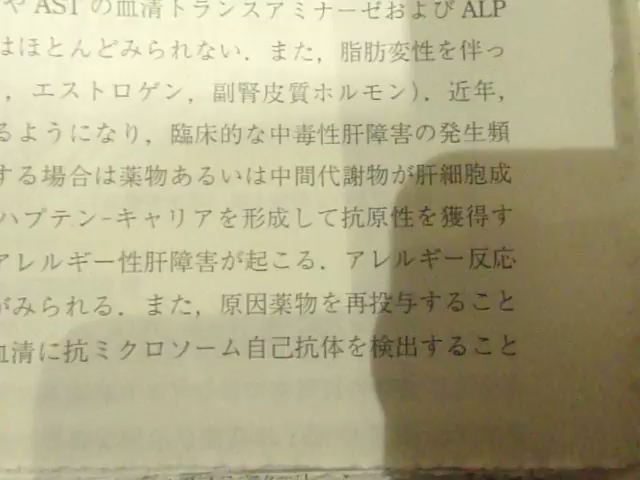 や AST の血清トランスアミナーゼおよび ALP
はほとんどみられない．また，脂肪変性を伴っ
，エストロゲン，副腎皮質ホルモン)．近年，
るようになり，臨床的な中毒性肝障害の発生頻
する場合は薬物あるいは中間代謝物が肝細胞成
ハプテン-キャリアを形成して抗原性を獲得す
アレルギー性肝障害が起こる．アレルギー反応
がみられる．また，原因薬物を再投与すること
血清に抗ミクロソーム自己抗体を検出すること